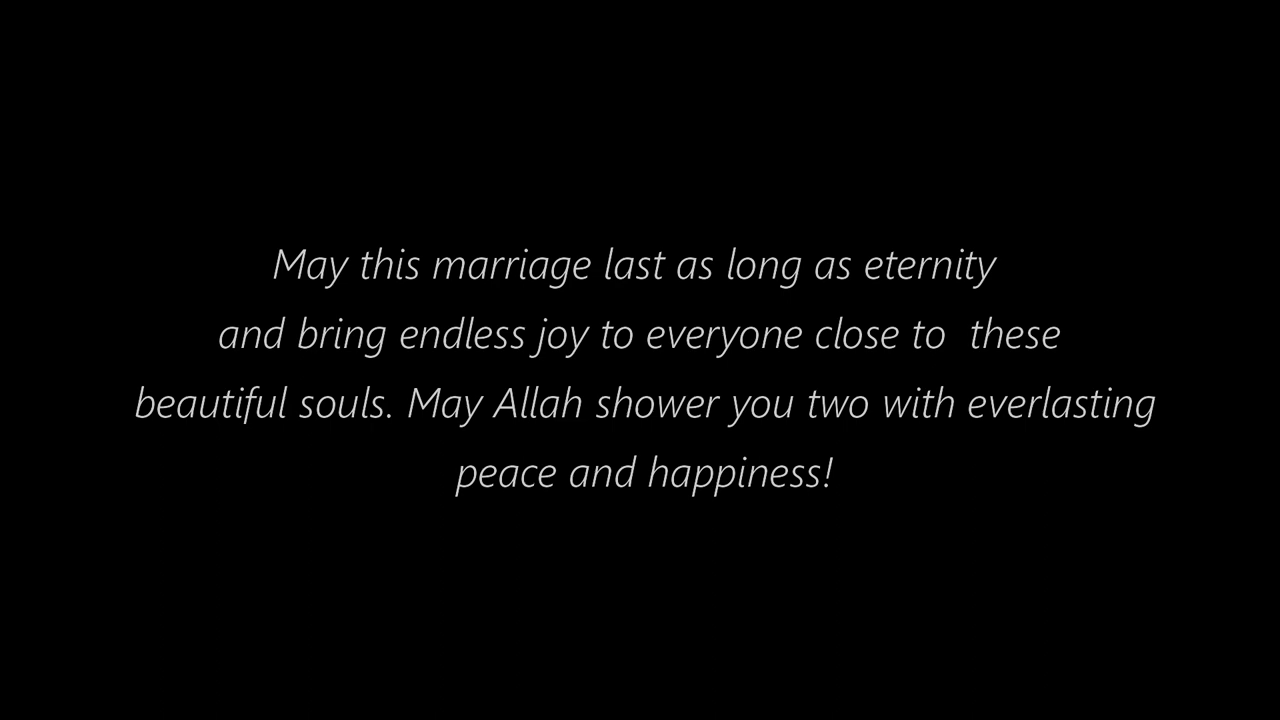 May this marriage last as long as eternity
and bring endless joy to everyone close to  these
beautiful souls. May Allah shower you two with everlasting
peace and happiness!